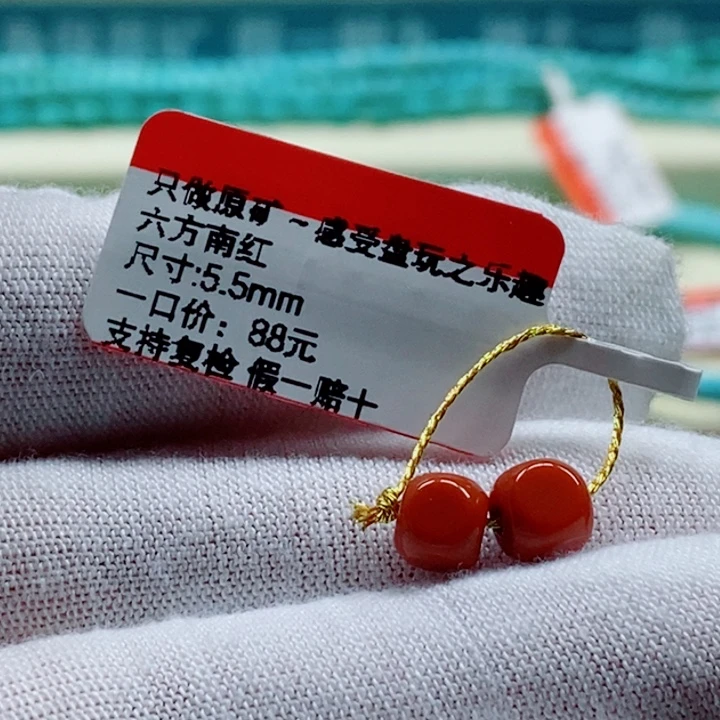 只做原矿～感受盘玩之乐趣
六方南红
尺寸:5.5mm
一口价：88元
支持复检 假一赔十